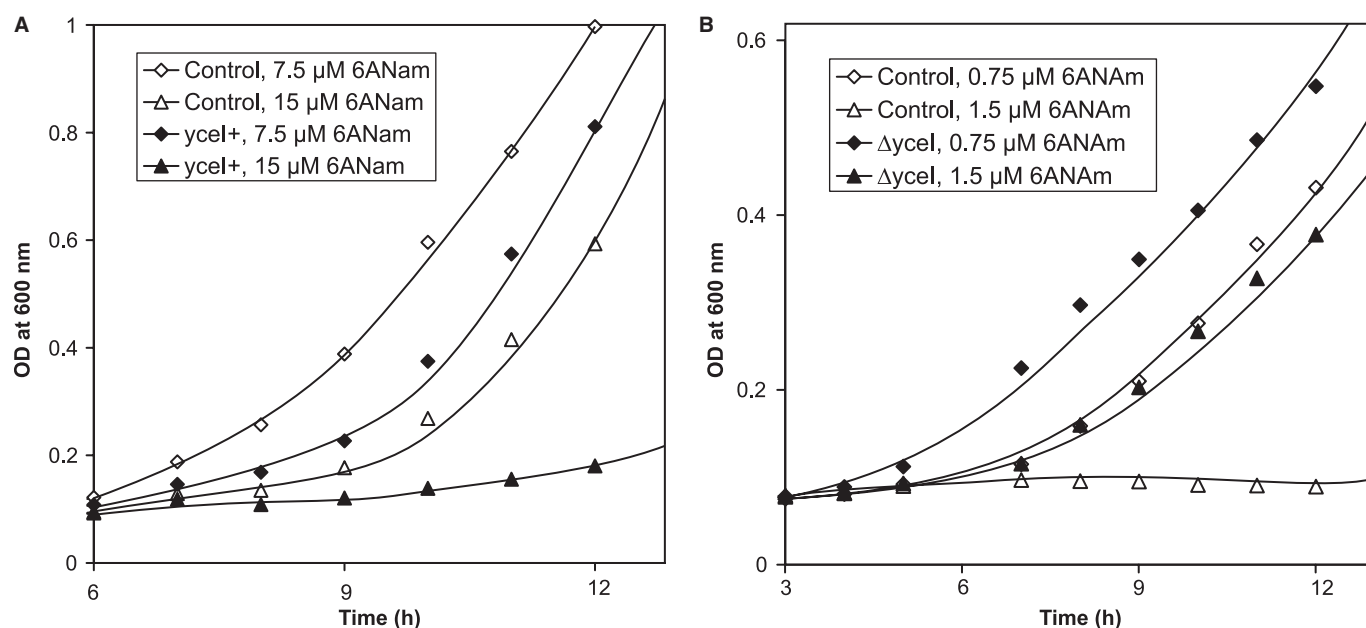 A
Control, 7.5 µM 6ANam
Control, 15 µM 6ANam
yceI+, 7.5 µM 6ANam
yceI+, 15 µM 6ANam
OD at 600 nm
1
0.8
0.6
0.4
0.2
0
6
9
12
Time (h)
B
Control, 0.75 µM 6ANAm
Control, 1.5 µM 6ANAm
ΔyceI, 0.75 µM 6ANAm
ΔyceI, 1.5 µM 6ANAm
OD at 600 nm
0.6
0.4
0.2
0
3
6
9
12
Time (h)